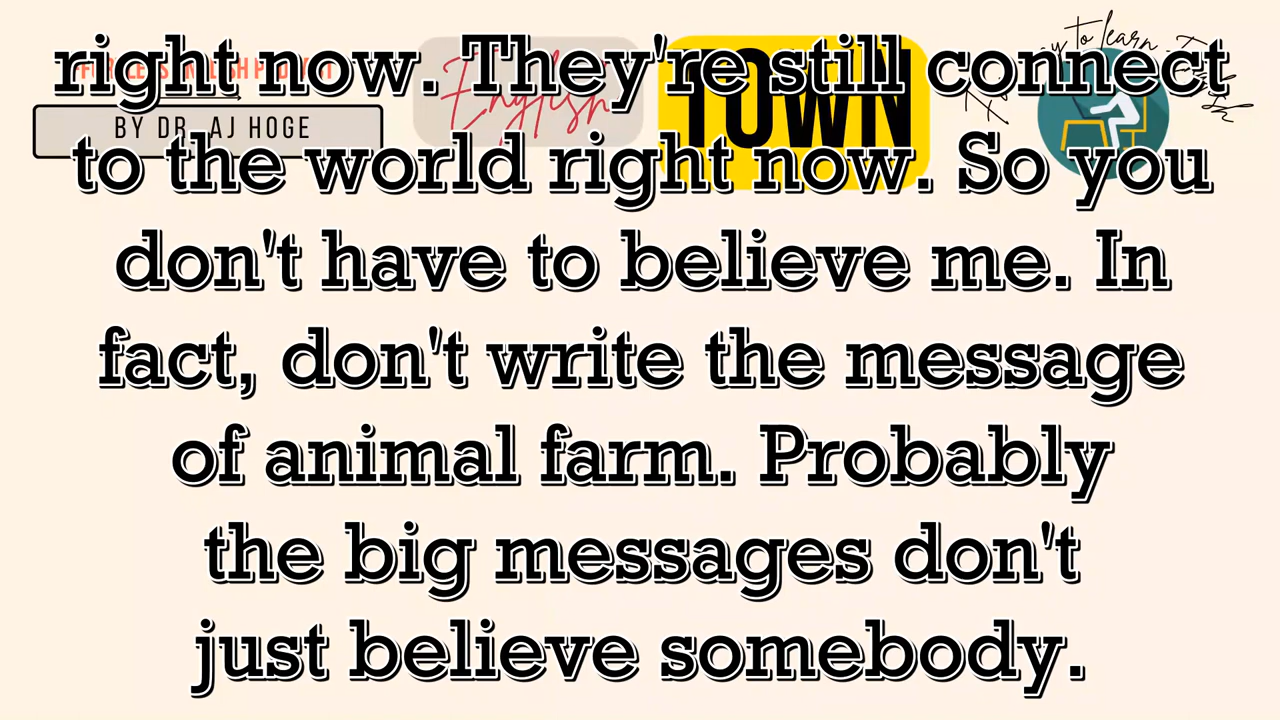 right now. They're still connect
BY DR. AJ HOGE
English
TOWN
to the world right now. So you
don't have to believe me. In
fact, don't write the message
of animal farm. Probably
the big messages don't
just believe somebody.